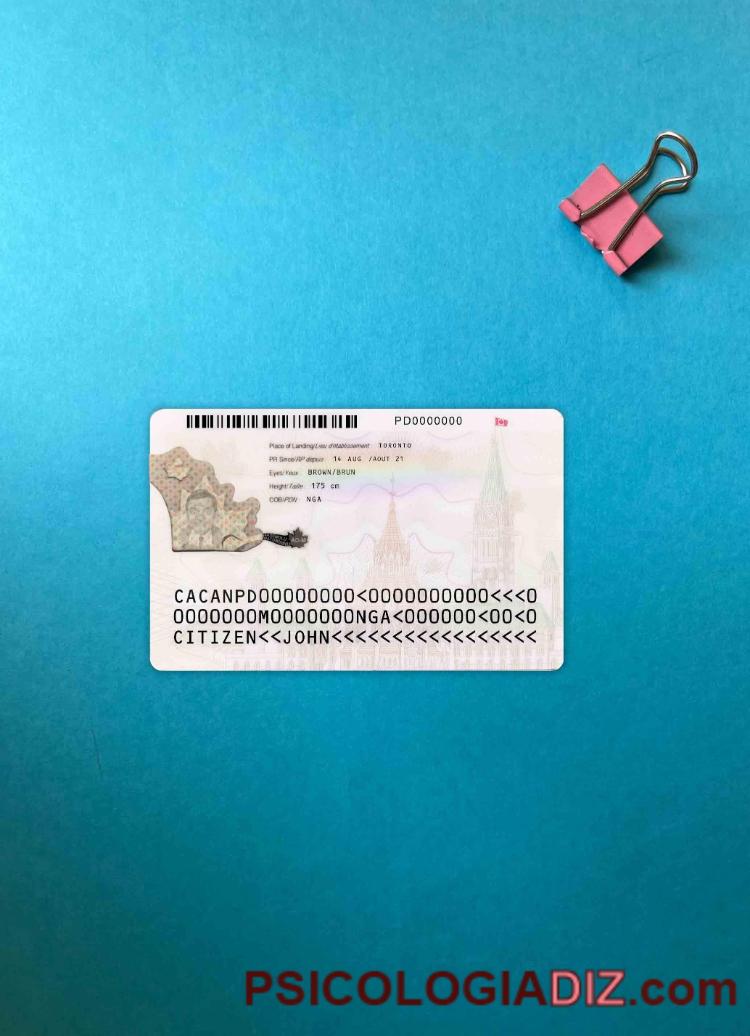 PD0000000
Place of Landing/Lieu d'établissement TORONTO
PR Since/RP depuis 14 AUG /AOUT 21
Eyes/Yeux BROWN/BRUN
Height/Taille 175 cm
COB/PDN NGA
CACANPD00000000<0000000000<<<0
0000000M0000000NGA<000000<00<0
CITIZEN<<JOHN<<<<<<<<<<<<<<<<<
PSICOLOGIADIZ.com